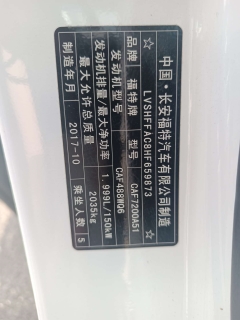 中国·长安福特汽车有限公司制造
☆LVSHFFAC8HF659873☆
品牌 福特牌 型号 CAF7200A51
发动机型号 CAF488WQ6
发动机排量/最大净功率 1.999L/150kW
最大允许总质量 2035kg
制造年月 2017-10 乘坐人数 5